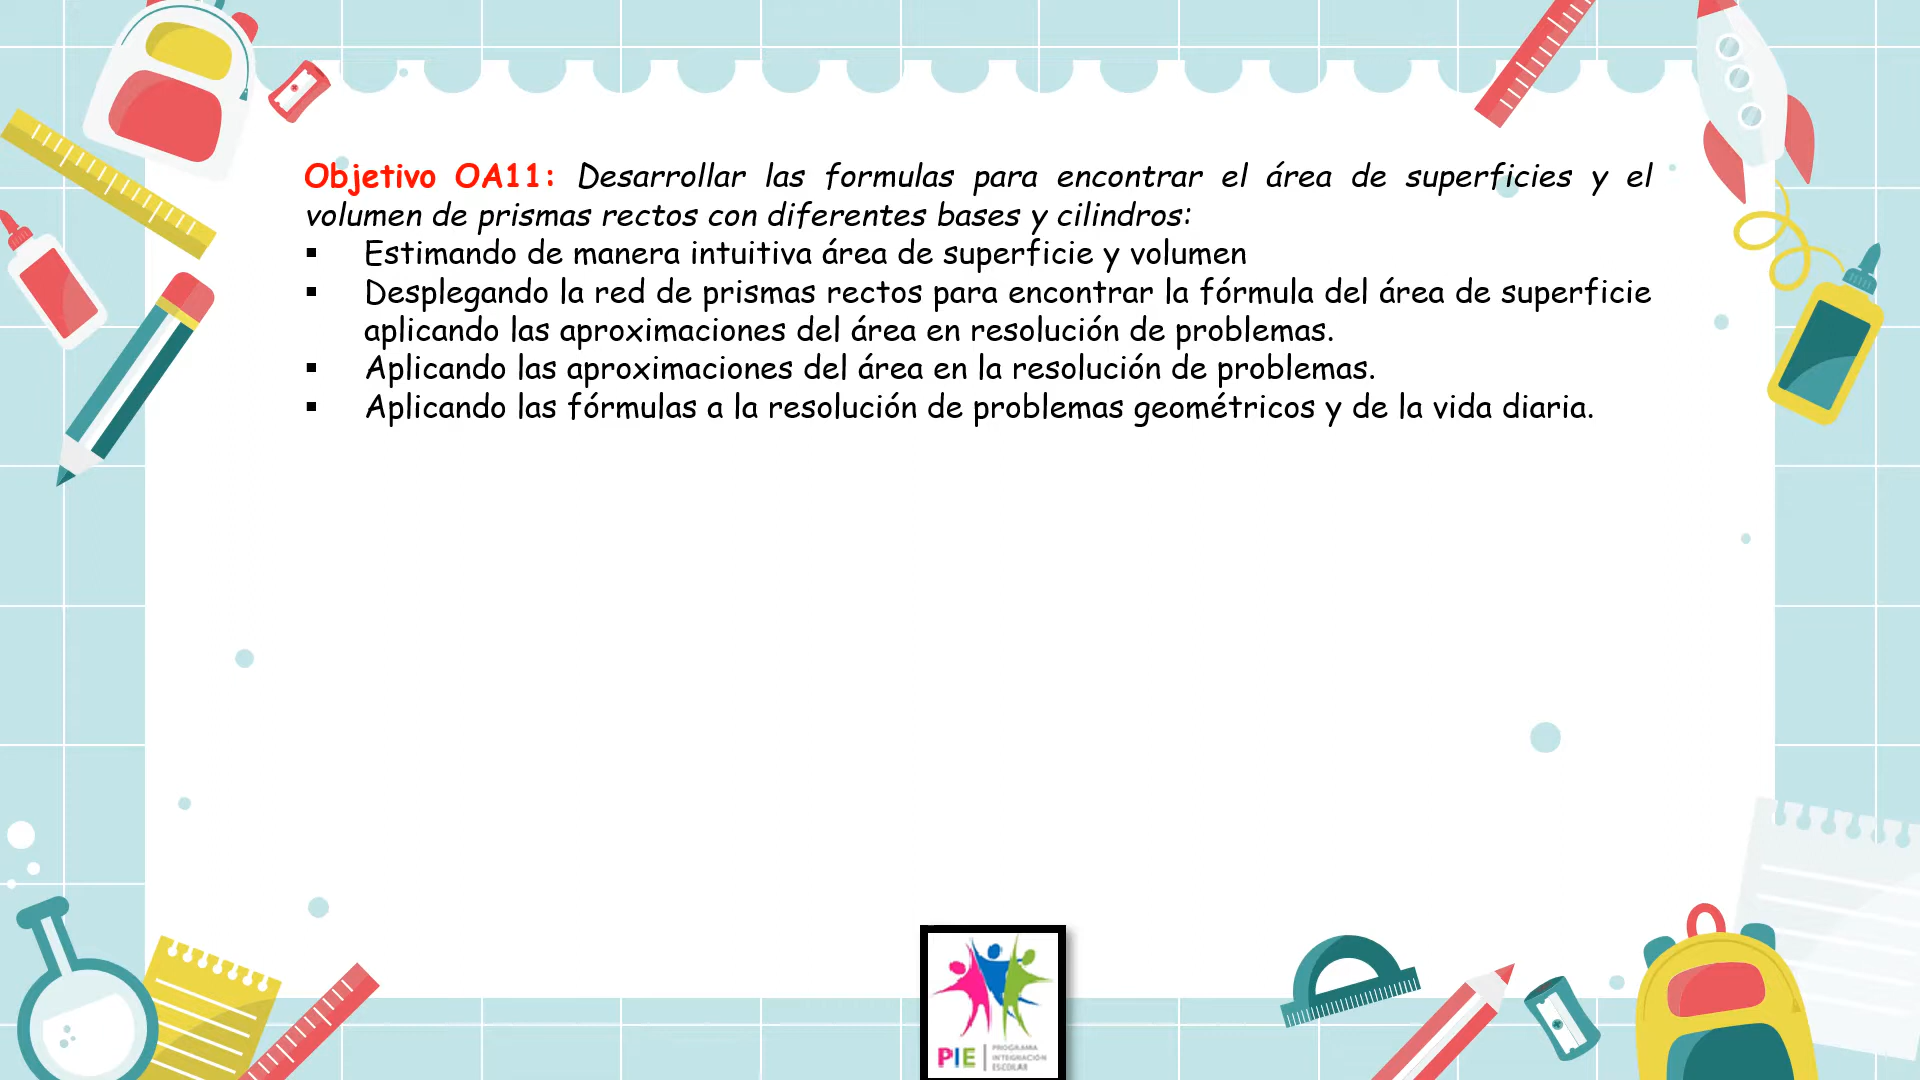 Objetivo OA11: Desarrollar las formulas para encontrar el área de superficies y el
volumen de prismas rectos con diferentes bases y cilindros:
▪ Estimando de manera intuitiva área de superficie y volumen
▪ Desplegando la red de prismas rectos para encontrar la fórmula del área de superficie
aplicando las aproximaciones del área en resolución de problemas.
▪ Aplicando las aproximaciones del área en la resolución de problemas.
▪ Aplicando las fórmulas a la resolución de problemas geométricos y de la vida diaria.
PIE
PROGRAMA
INTEGRACIÓN
ESCOLAR